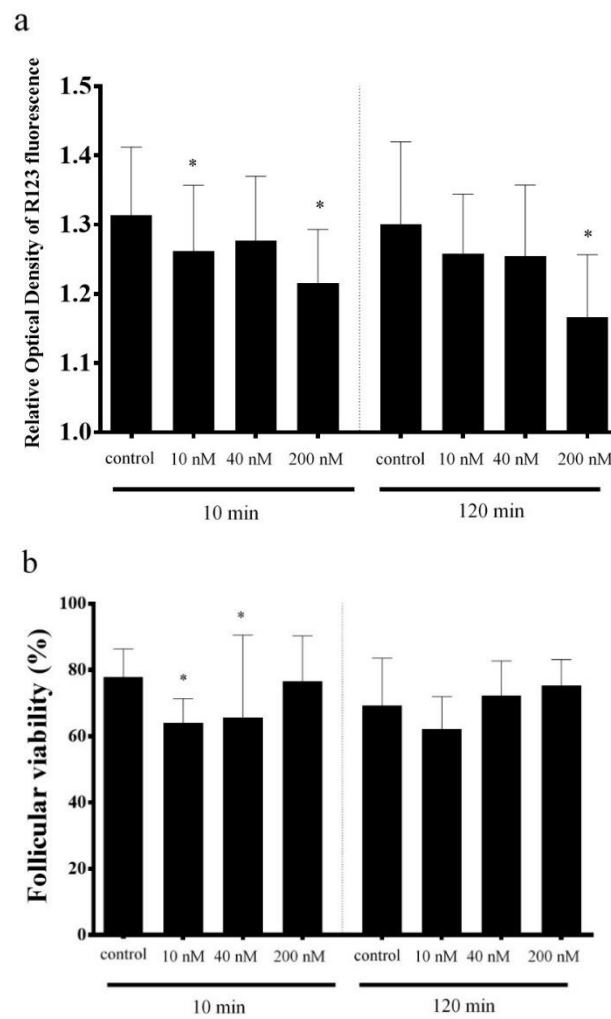 a
Relative Optical Density of R123 fluorescence
1.5
1.4
1.3
1.2
1.1
1.0
* * *
control 10 nM 40 nM 200 nM control 10 nM 40 nM 200 nM
10 min 120 min
b
Follicular viability (%)
100
80
60
40
20
0
* *
control 10 nM 40 nM 200 nM control 10 nM 40 nM 200 nM
10 min 120 min